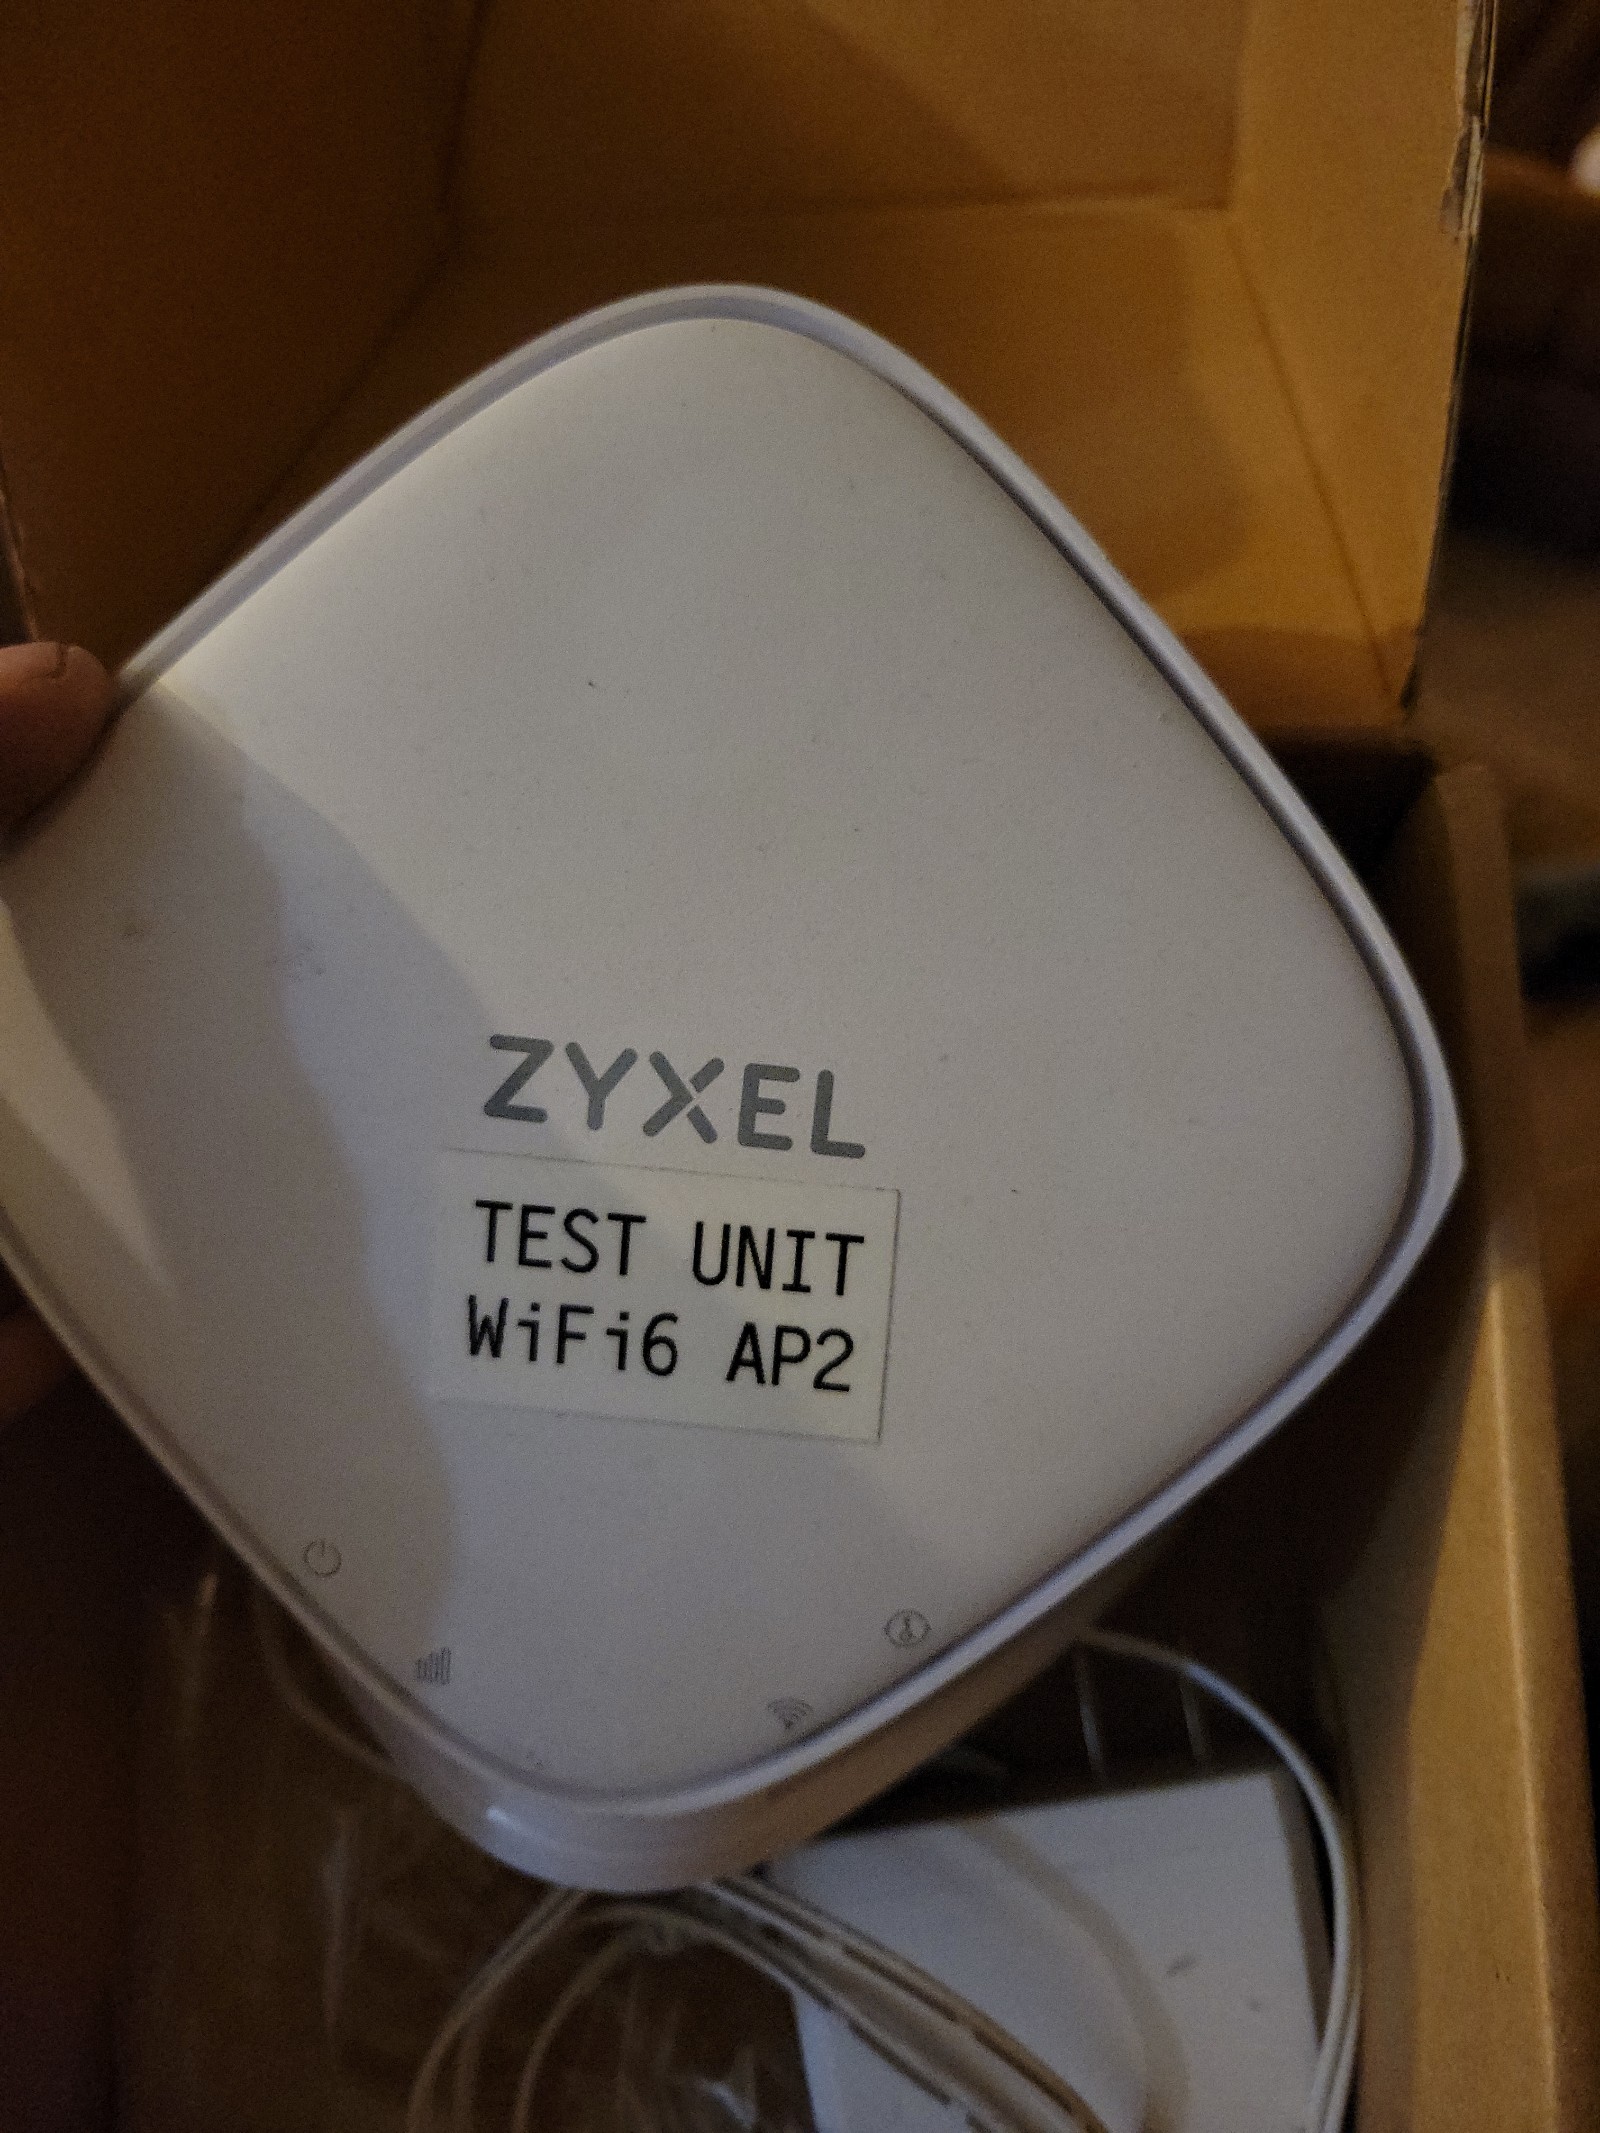 ZYXEL
TEST UNIT
WiFi6 AP2